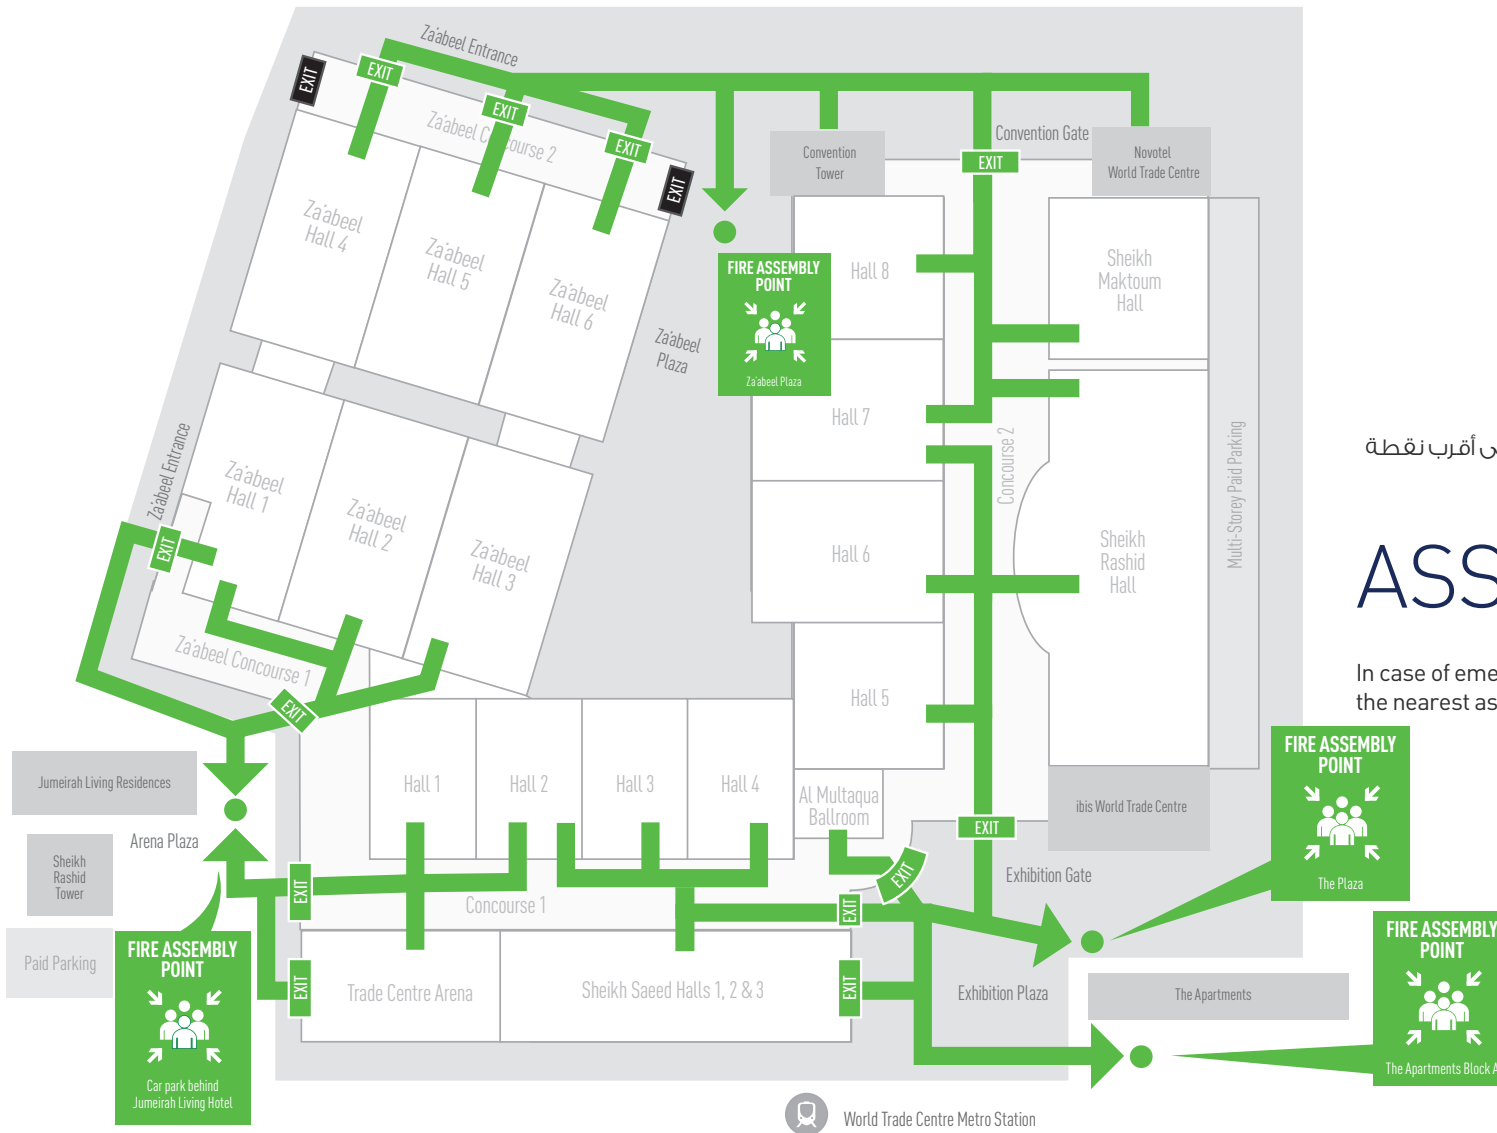 Za'abeel Entrance
EXIT
EXIT
EXIT
EXIT
EXIT
Za'abeel Concourse 2
Za'abeel
Hall 4
Za'abeel
Hall 5
Za'abeel
Hall 6
Za'abeel
Plaza
FIRE ASSEMBLY
POINT
Za'abeel Plaza
Convention
Tower
Convention Gate
EXIT
Novotel
World Trade Centre
Hall 8
Hall 7
Hall 6
Hall 5
Concourse 2
Sheikh
Maktoum
Hall
Sheikh
Rashid
Hall
Multi-Storey Paid Parking
أقرب نقطة
ASS
In case of eme
the nearest as
Za'abeel Entrance
EXIT
Za'abeel
Hall 1
Za'abeel
Hall 2
Za'abeel
Hall 3
Za'abeel Concourse 1
EXIT
Jumeirah Living Residences
Arena Plaza
Sheikh
Rashid
Tower
Paid Parking
FIRE ASSEMBLY
POINT
Car park behind
Jumeirah Living Hotel
Hall 1
Hall 2
Hall 3
Hall 4
Al Multaqua
Ballroom
EXIT
EXIT
EXIT
EXIT
EXIT
EXIT
Concourse 1
Trade Centre Arena
Sheikh Saeed Halls 1, 2 & 3
ibis World Trade Centre
Exhibition Gate
Exhibition Plaza
FIRE ASSEMBLY
POINT
The Plaza
FIRE ASSEMBLY
POINT
The Apartments Block A
The Apartments
World Trade Centre Metro Station